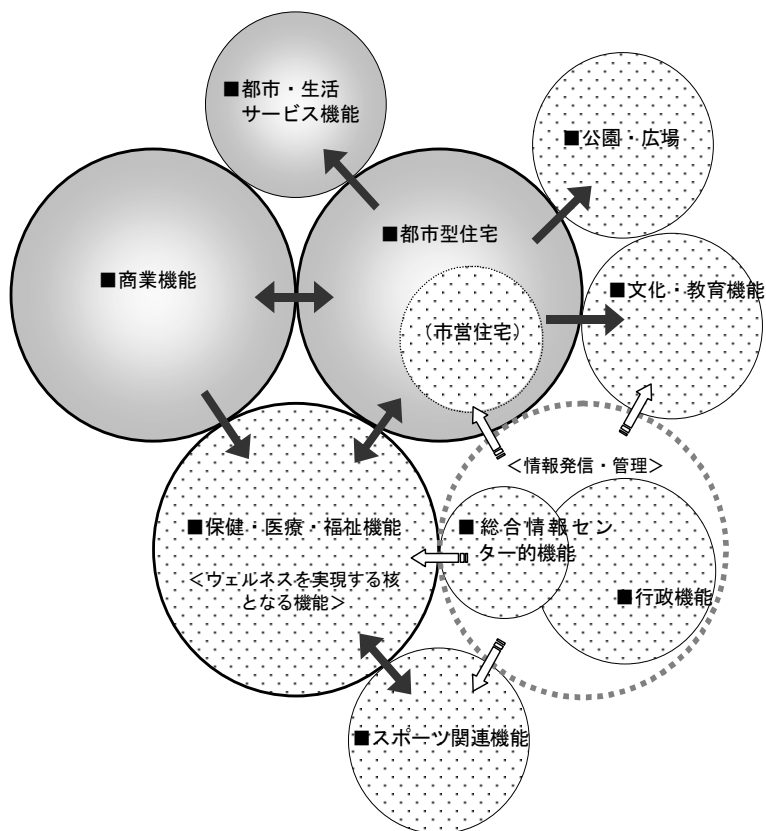 ■都市・生活
サービス機能
■公園・広場
■都市型住宅
■商業機能
■文化・教育機能
（市営住宅）
＜情報発信・管理＞
■保健・医療・福祉機能
■総合情報セン
ター的機能
＜ウェルネスを実現する核
となる機能＞
■行政機能
■スポーツ関連機能